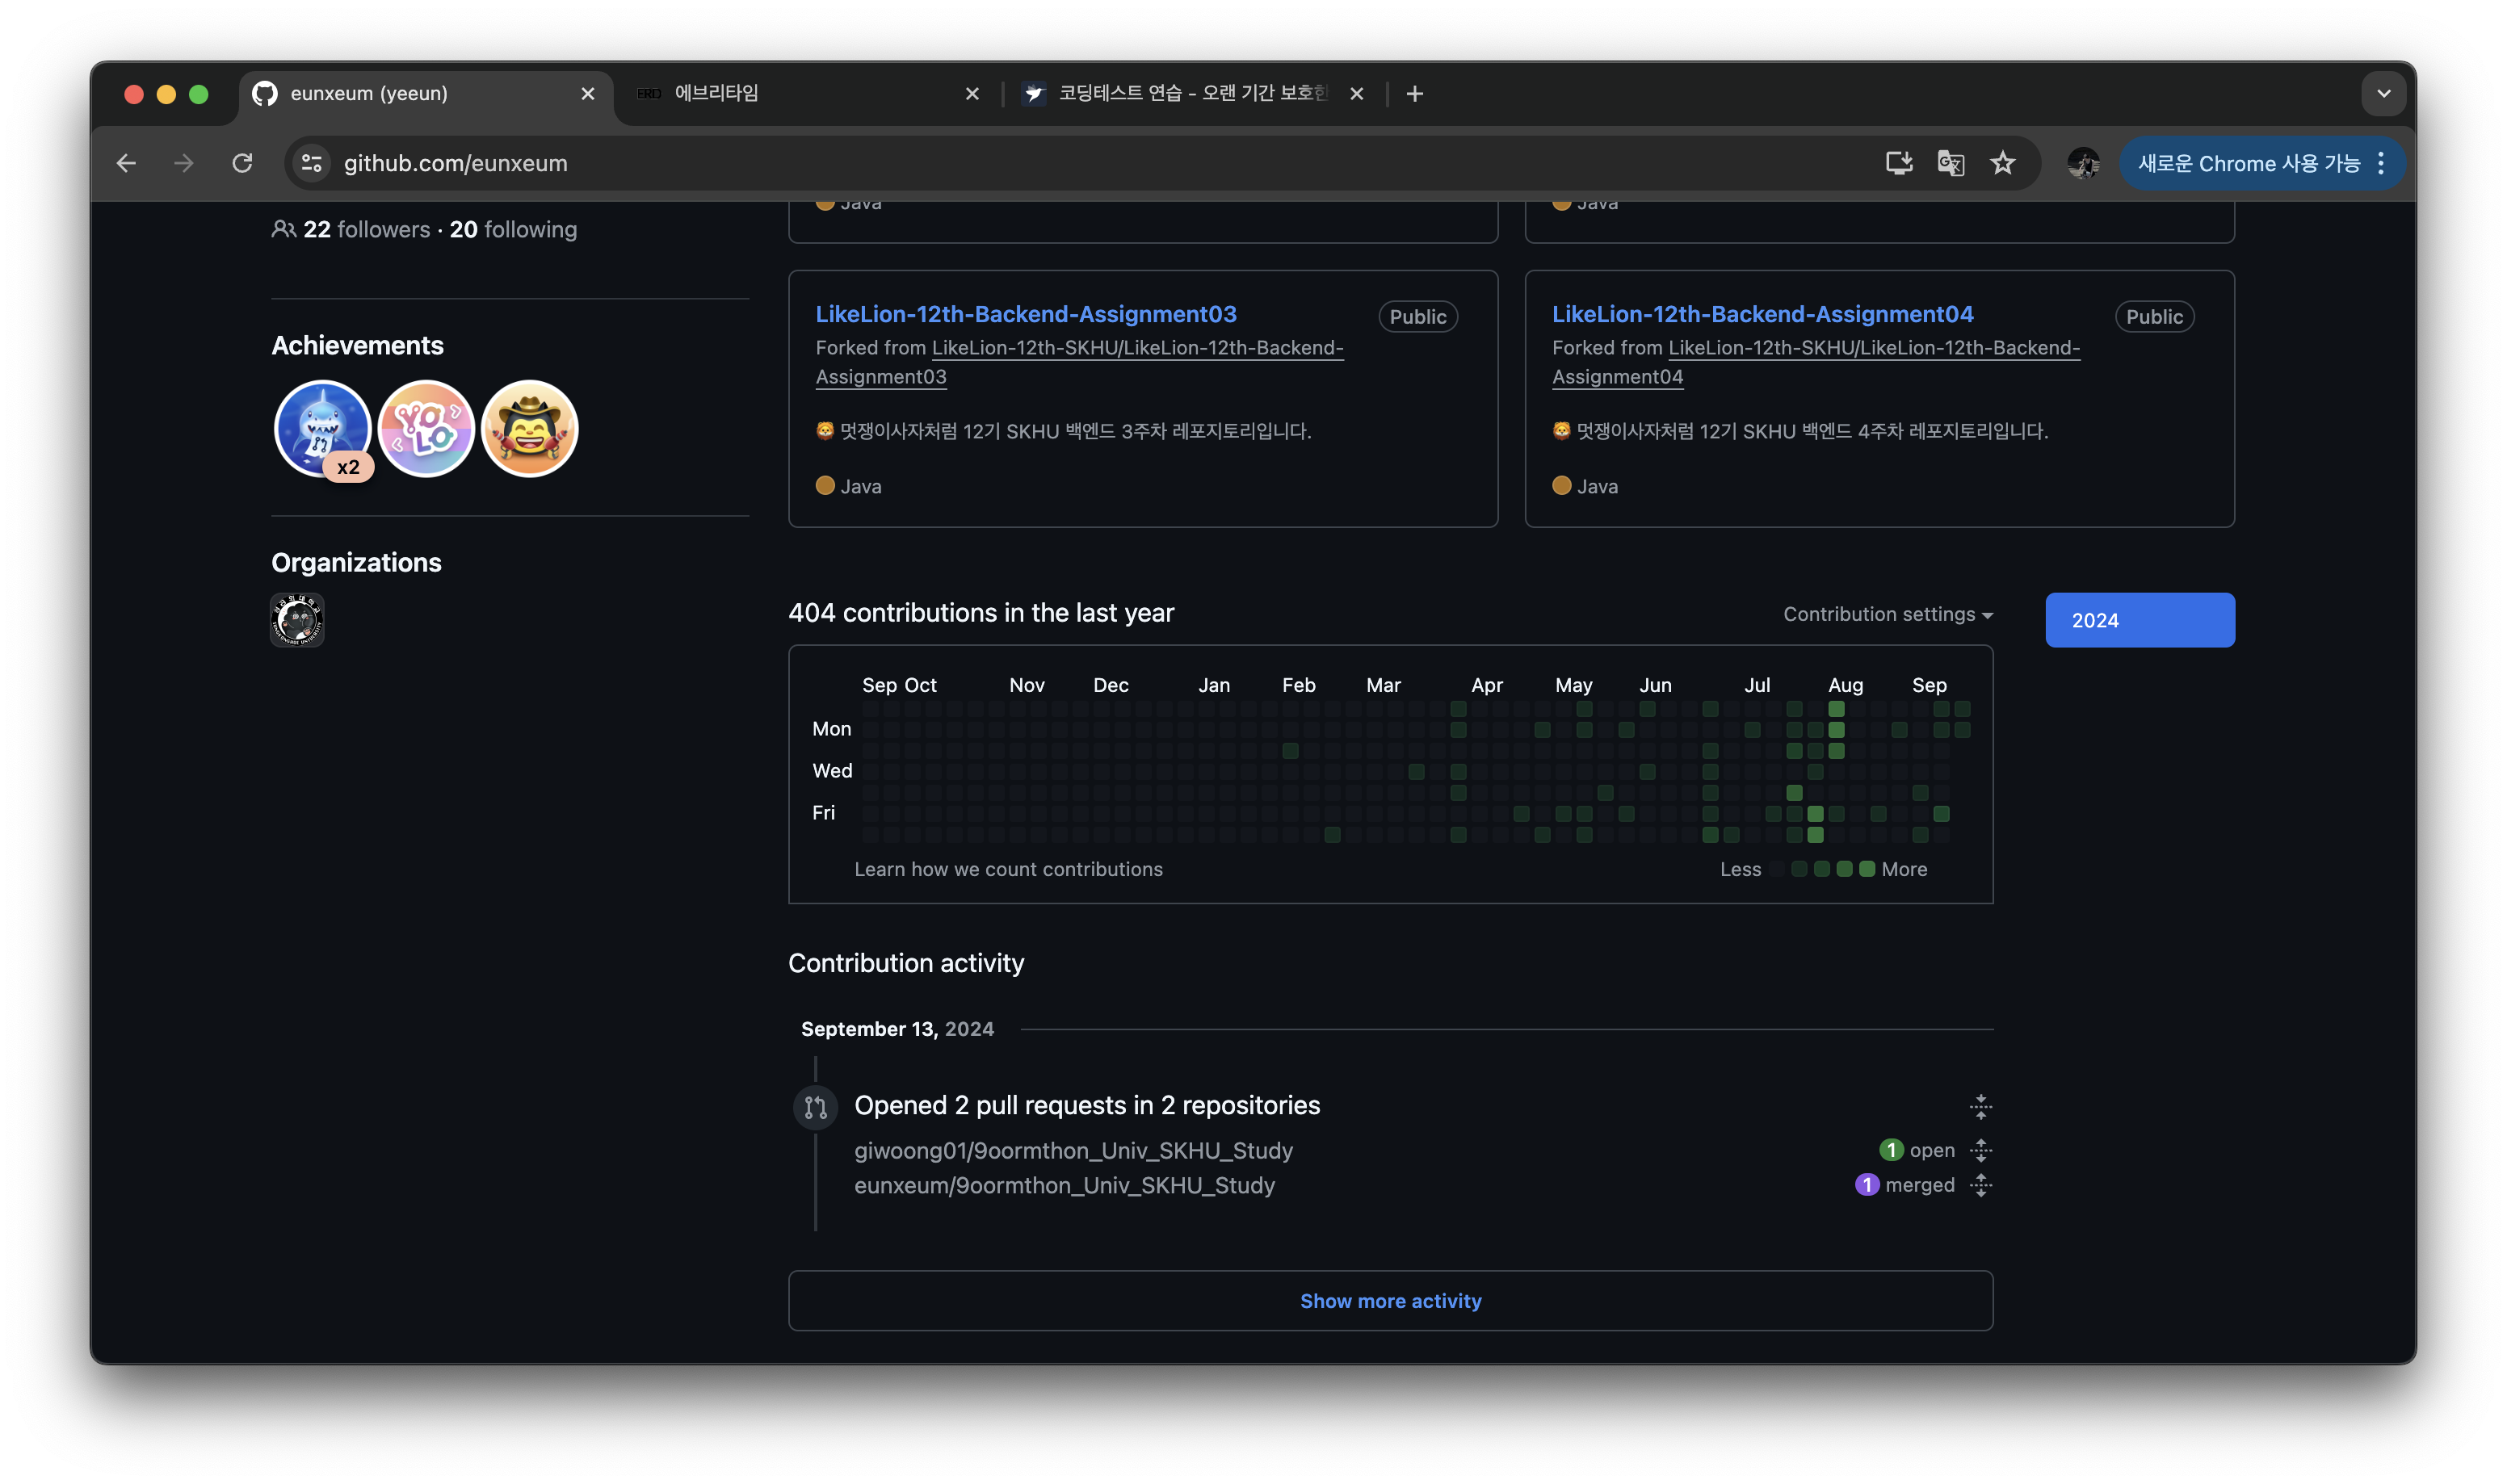 eunxeum (yeeun)
에브리타임
코딩테스트 연습 - 오랜 기간 보호한
github.com/eunxeum
새로운 Chrome 사용 가능
22 followers · 20 following
Achievements
YOLO
x2
Organizations
Java
Java
LikeLion-12th-Backend-Assignment03
Public
Forked from LikeLion-12th-SKHU/LikeLion-12th-Backend-
Assignment03
🦁 멋쟁이사자처럼 12기 SKHU 백엔드 3주차 레포지토리입니다.
Java
LikeLion-12th-Backend-Assignment04
Public
Forked from LikeLion-12th-SKHU/LikeLion-12th-Backend-
Assignment04
🦁 멋쟁이사자처럼 12기 SKHU 백엔드 4주차 레포지토리입니다.
Java
404 contributions in the last year
Contribution settings
2024
Sep Oct Nov Dec Jan Feb Mar Apr May Jun Jul Aug Sep
Mon
Wed
Fri
Learn how we count contributions
Less
More
Contribution activity
September 13, 2024
Opened 2 pull requests in 2 repositories
giwoong01/9oormthon_Univ_SKHU_Study
1 open
eunxeum/9oormthon_Univ_SKHU_Study
1 merged
Show more activity